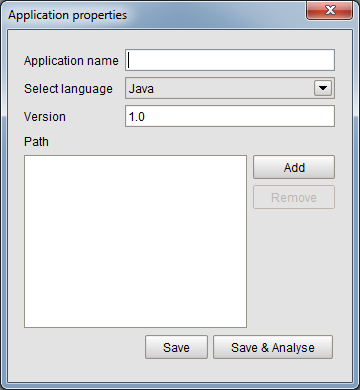 Application properties
Application name
Select language Java
Version 1.0
Path
Add
Remove
Save Save & Analyse